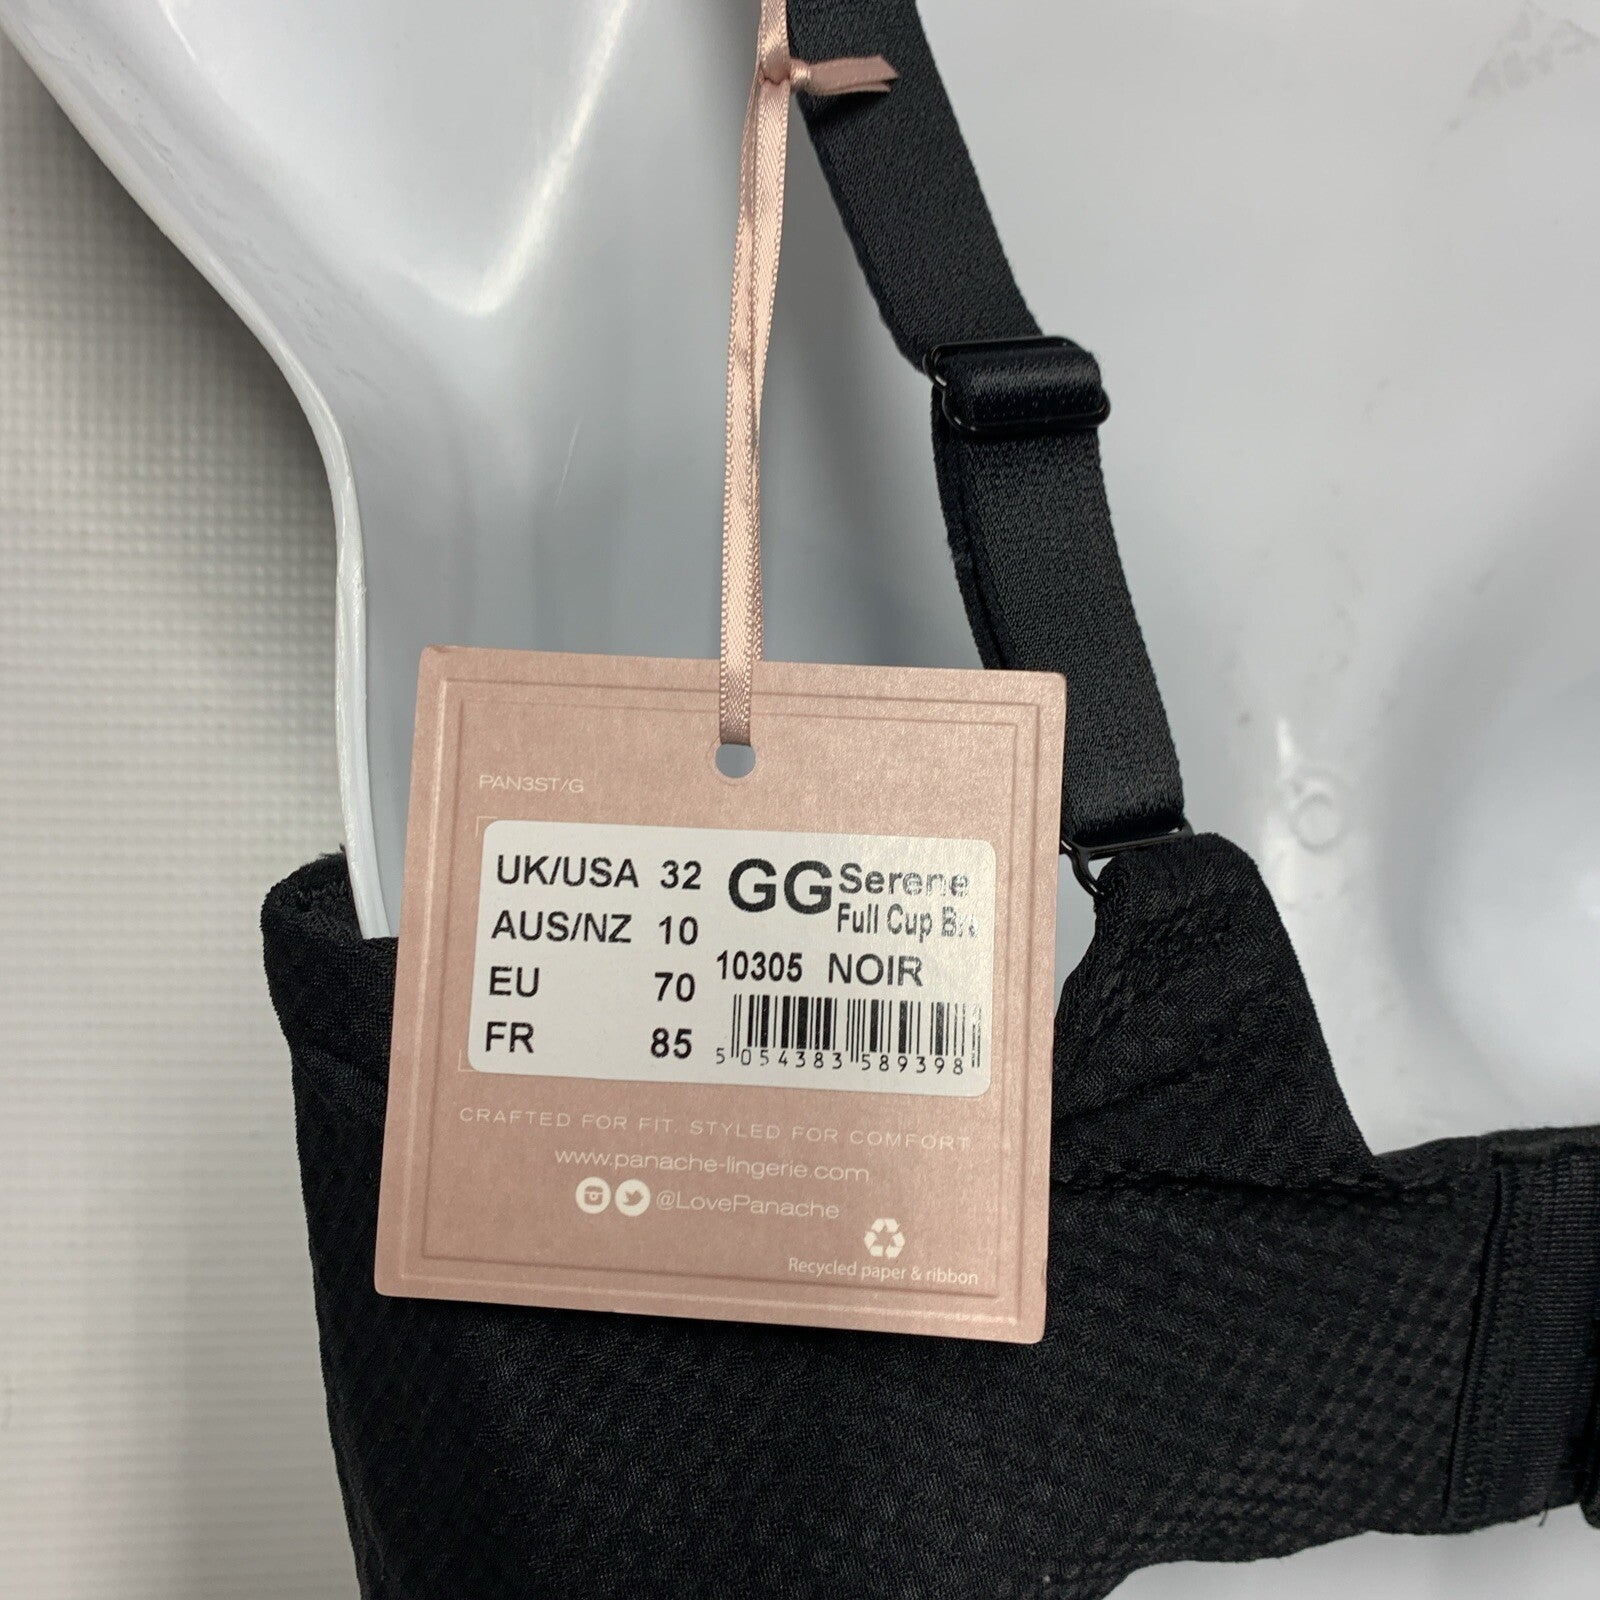 PAN3ST/G
UK/USA 32 GG Serene
AUS/NZ 10 Full Cup Bra
EU 70 10305 NOIR
FR 85
5 054383 589398
CRAFTED FOR FIT. STYLED FOR COMFORT
www.panache-lingerie.com
@LovePanache
Recycled paper & ribbon